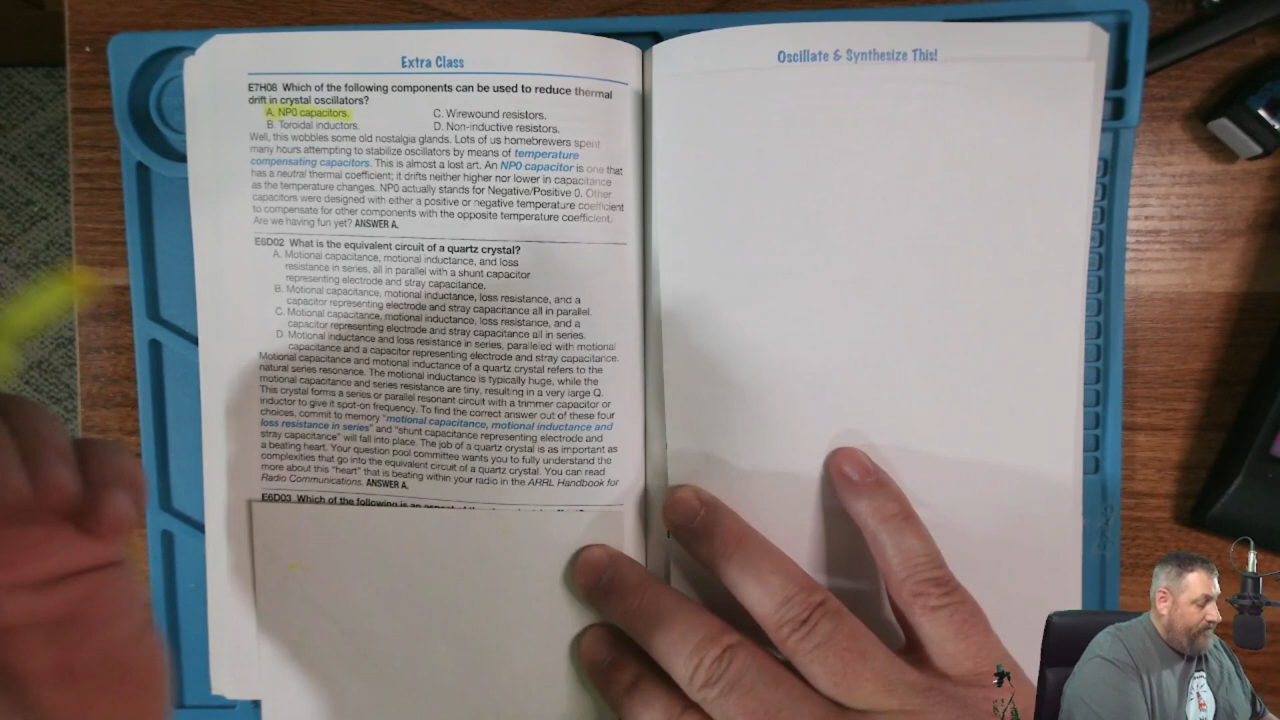 Extra Class
E7H08 Which of the following components can be used to reduce thermal
drift in crystal oscillators?
A. NP0 capacitors.
C. Wirewound resistors.
B. Toroidal inductors.
D. Non-inductive resistors.
Well, this wobbles some old nostalgia glands. Lots of us homebrewers spent
many hours attempting to stabilize oscillators by means of temperature
compensating capacitors. This is almost a lost art. An NP0 capacitor is one that
has a neutral thermal coefficient; it drifts neither higher nor lower in capacitance
as the temperature changes. NP0 actually stands for Negative/Positive 0. Other
capacitors were designed with either a positive or negative temperature coefficient
to compensate for other components with the opposite temperature coefficient.
Are we having fun yet? ANSWER A.
E6D02 What is the equivalent circuit of a quartz crystal?
A. Motional capacitance, motional inductance, and loss
resistance in series, all in parallel with a shunt capacitor
representing electrode and stray capacitance.
B. Motional capacitance, motional inductance, loss resistance, and a
capacitor representing electrode and stray capacitance all in parallel.
C. Motional capacitance, motional inductance, loss resistance, and a
capacitor representing electrode and stray capacitance all in series.
D. Motional inductance and loss resistance in series, paralleled with motional
capacitance and a capacitor representing electrode and stray capacitance.
Motional capacitance and motional inductance of a quartz crystal refers to the
natural series resonance. The motional inductance is typically huge, while the
motional capacitance and series resistance are tiny, resulting in a very large Q.
This crystal forms a series or parallel resonant circuit with a trimmer capacitor or
inductor to give it spot-on frequency. To find the correct answer out of these four
choices, commit to memory "motional capacitance, motional inductance and
loss resistance in series" and "shunt capacitance representing electrode and
stray capacitance" will fall into place. The job of a quartz crystal is as important as
a beating heart. Your question pool committee wants you to fully understand the
complexities that go into the equivalent circuit of a quartz crystal. You can read
more about this "heart" that is beating within your radio in the ARRL Handbook for
Radio Communications. ANSWER A.
E6D03 Which of the following is an aspect of the
Oscillate & Synthesize This!